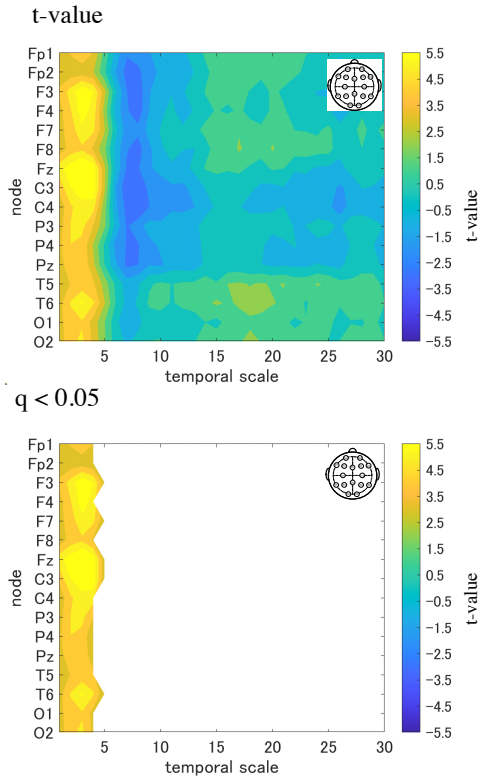 t-value
Fp1
Fp2
F3
F4
F7
F8
Fz
C3
C4
P3
P4
Pz
T5
T6
O1
O2
node
5
10
15
20
25
30
temporal scale
5.5
4.5
3.5
2.5
1.5
0.5
−0.5
−1.5
−2.5
−3.5
−4.5
−5.5
t-value
q < 0.05
Fp1
Fp2
F3
F4
F7
F8
Fz
C3
C4
P3
P4
Pz
T5
T6
O1
O2
node
5
10
15
20
25
30
temporal scale
5.5
4.5
3.5
2.5
1.5
0.5
−0.5
−1.5
−2.5
−3.5
−4.5
−5.5
t-value